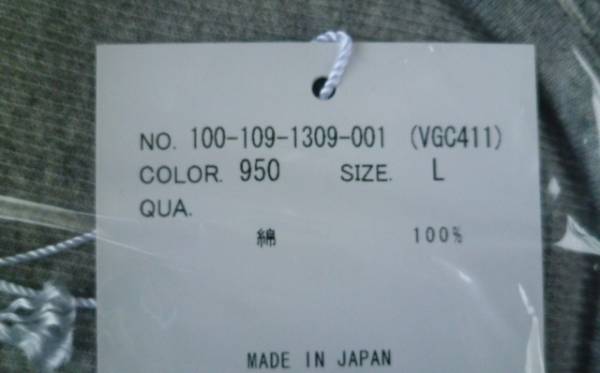 NO. 100-109-1309-001 (VGC411)
COLOR. 950 SIZE. L
QUA.
綿 100%
MADE IN JAPAN